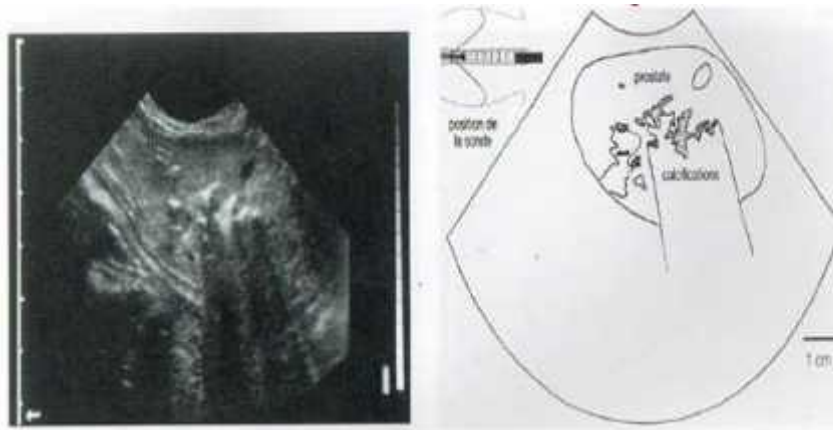 prostate
position de
la sonde
calcifications
1 cm